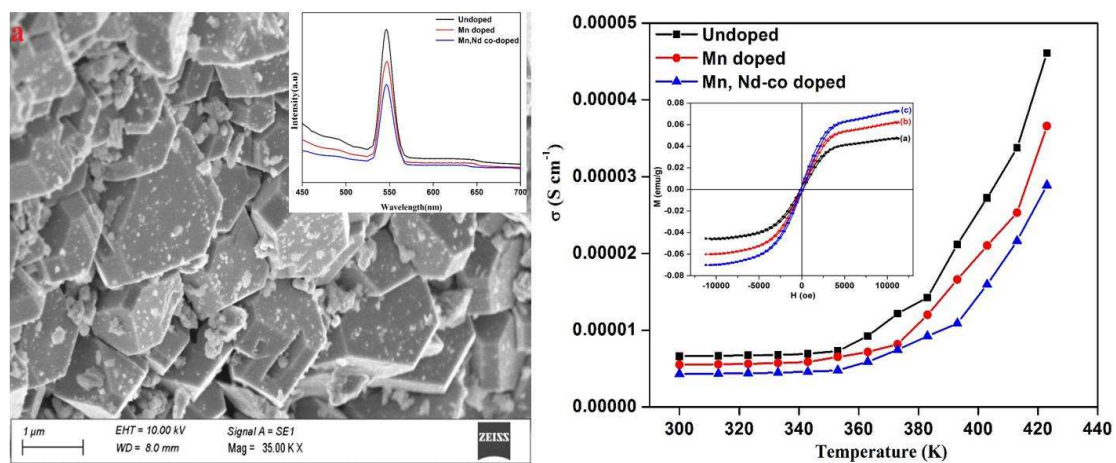 a
Undoped
Mn doped
Mn,Nd co-doped
Intensity(a.u)
450 500 550 600 650 700
Wavelength(nm)
1 µm
EHT = 10.00 kV Signal A = SE1
WD = 8.0 mm Mag = 35.00 K X
ZEISS
0.00005
0.00004
0.00003
0.00002
0.00001
0.00000
σ (S cm⁻¹)
Undoped
Mn doped
Mn, Nd-co doped
0.08
0.06
0.04
0.02
0.00
-0.02
-0.04
-0.06
-0.08
M (emu/g)
(c)
(b)
(a)
-10000 -5000 0 5000 10000
H (oe)
300 320 340 360 380 400 420 440
Temperature (K)